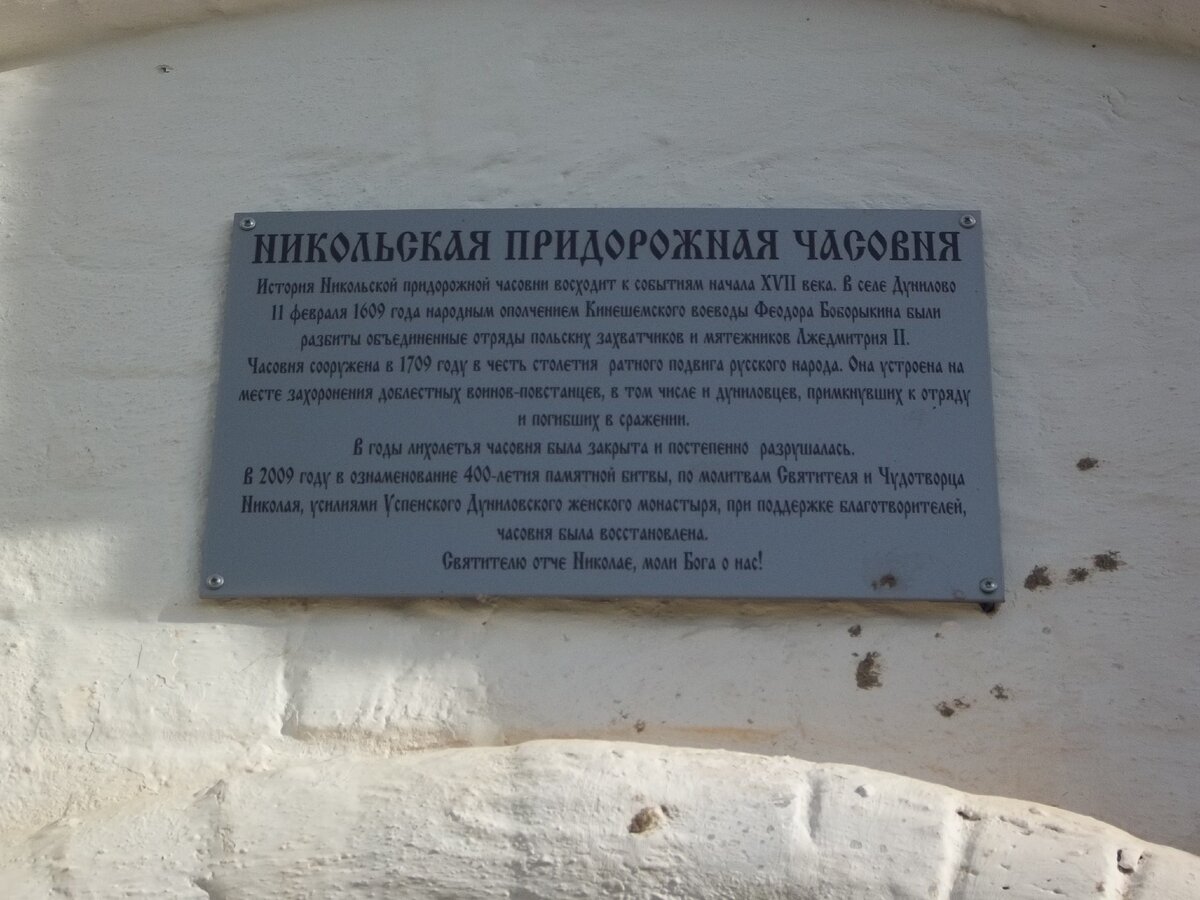 НИКОЛЬСКАЯ ПРИДОРОЖНАЯ ЧАСОВНЯ
История Никольской придорожной часовни восходит к событиям начала XVII века. В селе Дунилово
11 февраля 1609 года народным ополчением Кинешемского воеводы Феодора Боборыкина были
разбиты объединенные отряды польских захватчиков и мятежников Лжедмитрия II.
Часовня сооружена в 1709 году в честь столетия ратного подвига русского народа. Она устроена на
месте захоронения доблестных воинов-повстанцев, в том числе и дуниловцев, примкнувших к отряду
и погибших в сражении.
В годы лихолетья часовня была закрыта и постепенно разрушалась.
В 2009 году в ознаменование 400-летия памятной битвы, по молитвам Святителя и Чудотворца
Николая, усилиями Успенского Дуниловского женского монастыря, при поддержке благотворителей,
часовня была восстановлена.
Святителю отче Николае, моли Бога о нас!